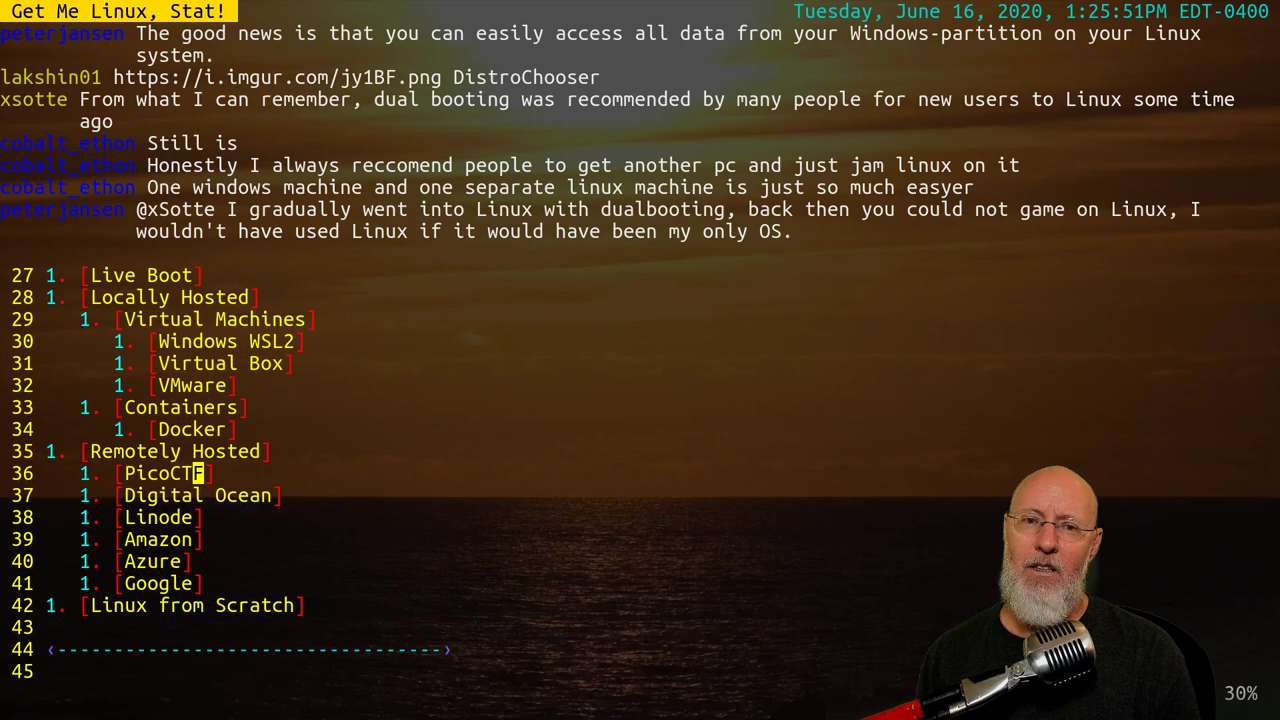 Get Me Linux, Stat!
Tuesday, June 16, 2020, 1:25:51PM EDT-0400
peterjansen The good news is that you can easily access all data from your Windows-partition on your Linux
system.
lakshin01 https://i.imgur.com/jy1BF.png DistroChooser
xsotte From what I can remember, dual booting was recommended by many people for new users to Linux some time
ago
cobalt_ethon Still is
cobalt_ethon Honestly I always reccomend people to get another pc and just jam linux on it
cobalt_ethon One windows machine and one separate linux machine is just so much easyer
peterjansen @xSotte I gradually went into Linux with dualbooting, back then you could not game on Linux, I
wouldn't have used Linux if it would have been my only OS.
27 1. [Live Boot]
28 1. [Locally Hosted]
29 1. [Virtual Machines]
30 1. [Windows WSL2]
31 1. [Virtual Box]
32 1. [VMware]
33 1. [Containers]
34 1. [Docker]
35 1. [Remotely Hosted]
36 1. [PicoCTF]
37 1. [Digital Ocean]
38 1. [Linode]
39 1. [Amazon]
40 1. [Azure]
41 1. [Google]
42 1. [Linux from Scratch]
43
44 <---------------------------------->
45
30%